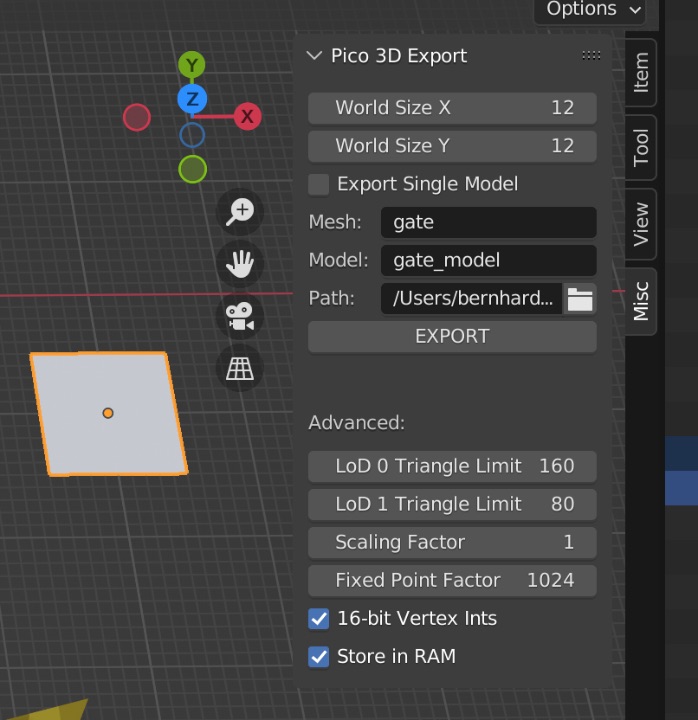 Options
Pico 3D Export
Y
Z
X
World Size X 12
World Size Y 12
Export Single Model
Mesh: gate
Model: gate_model
Path: /Users/bernhard...
EXPORT
Advanced:
LoD 0 Triangle Limit 160
LoD 1 Triangle Limit 80
Scaling Factor 1
Fixed Point Factor 1024
16-bit Vertex Ints
Store in RAM
Item
Tool
View
Misc